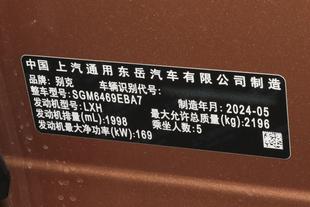 中国 上汽通用东岳汽车有限公司制造
品牌：别克 车辆识别代号：
整车型号：SGM6469EBA7
发动机型号：LXH 制造年月：2024-05
发动机排量(mL)：1998 最大允许总质量(kg)：2196
发动机最大净功率(kW)：169 乘坐人数：5